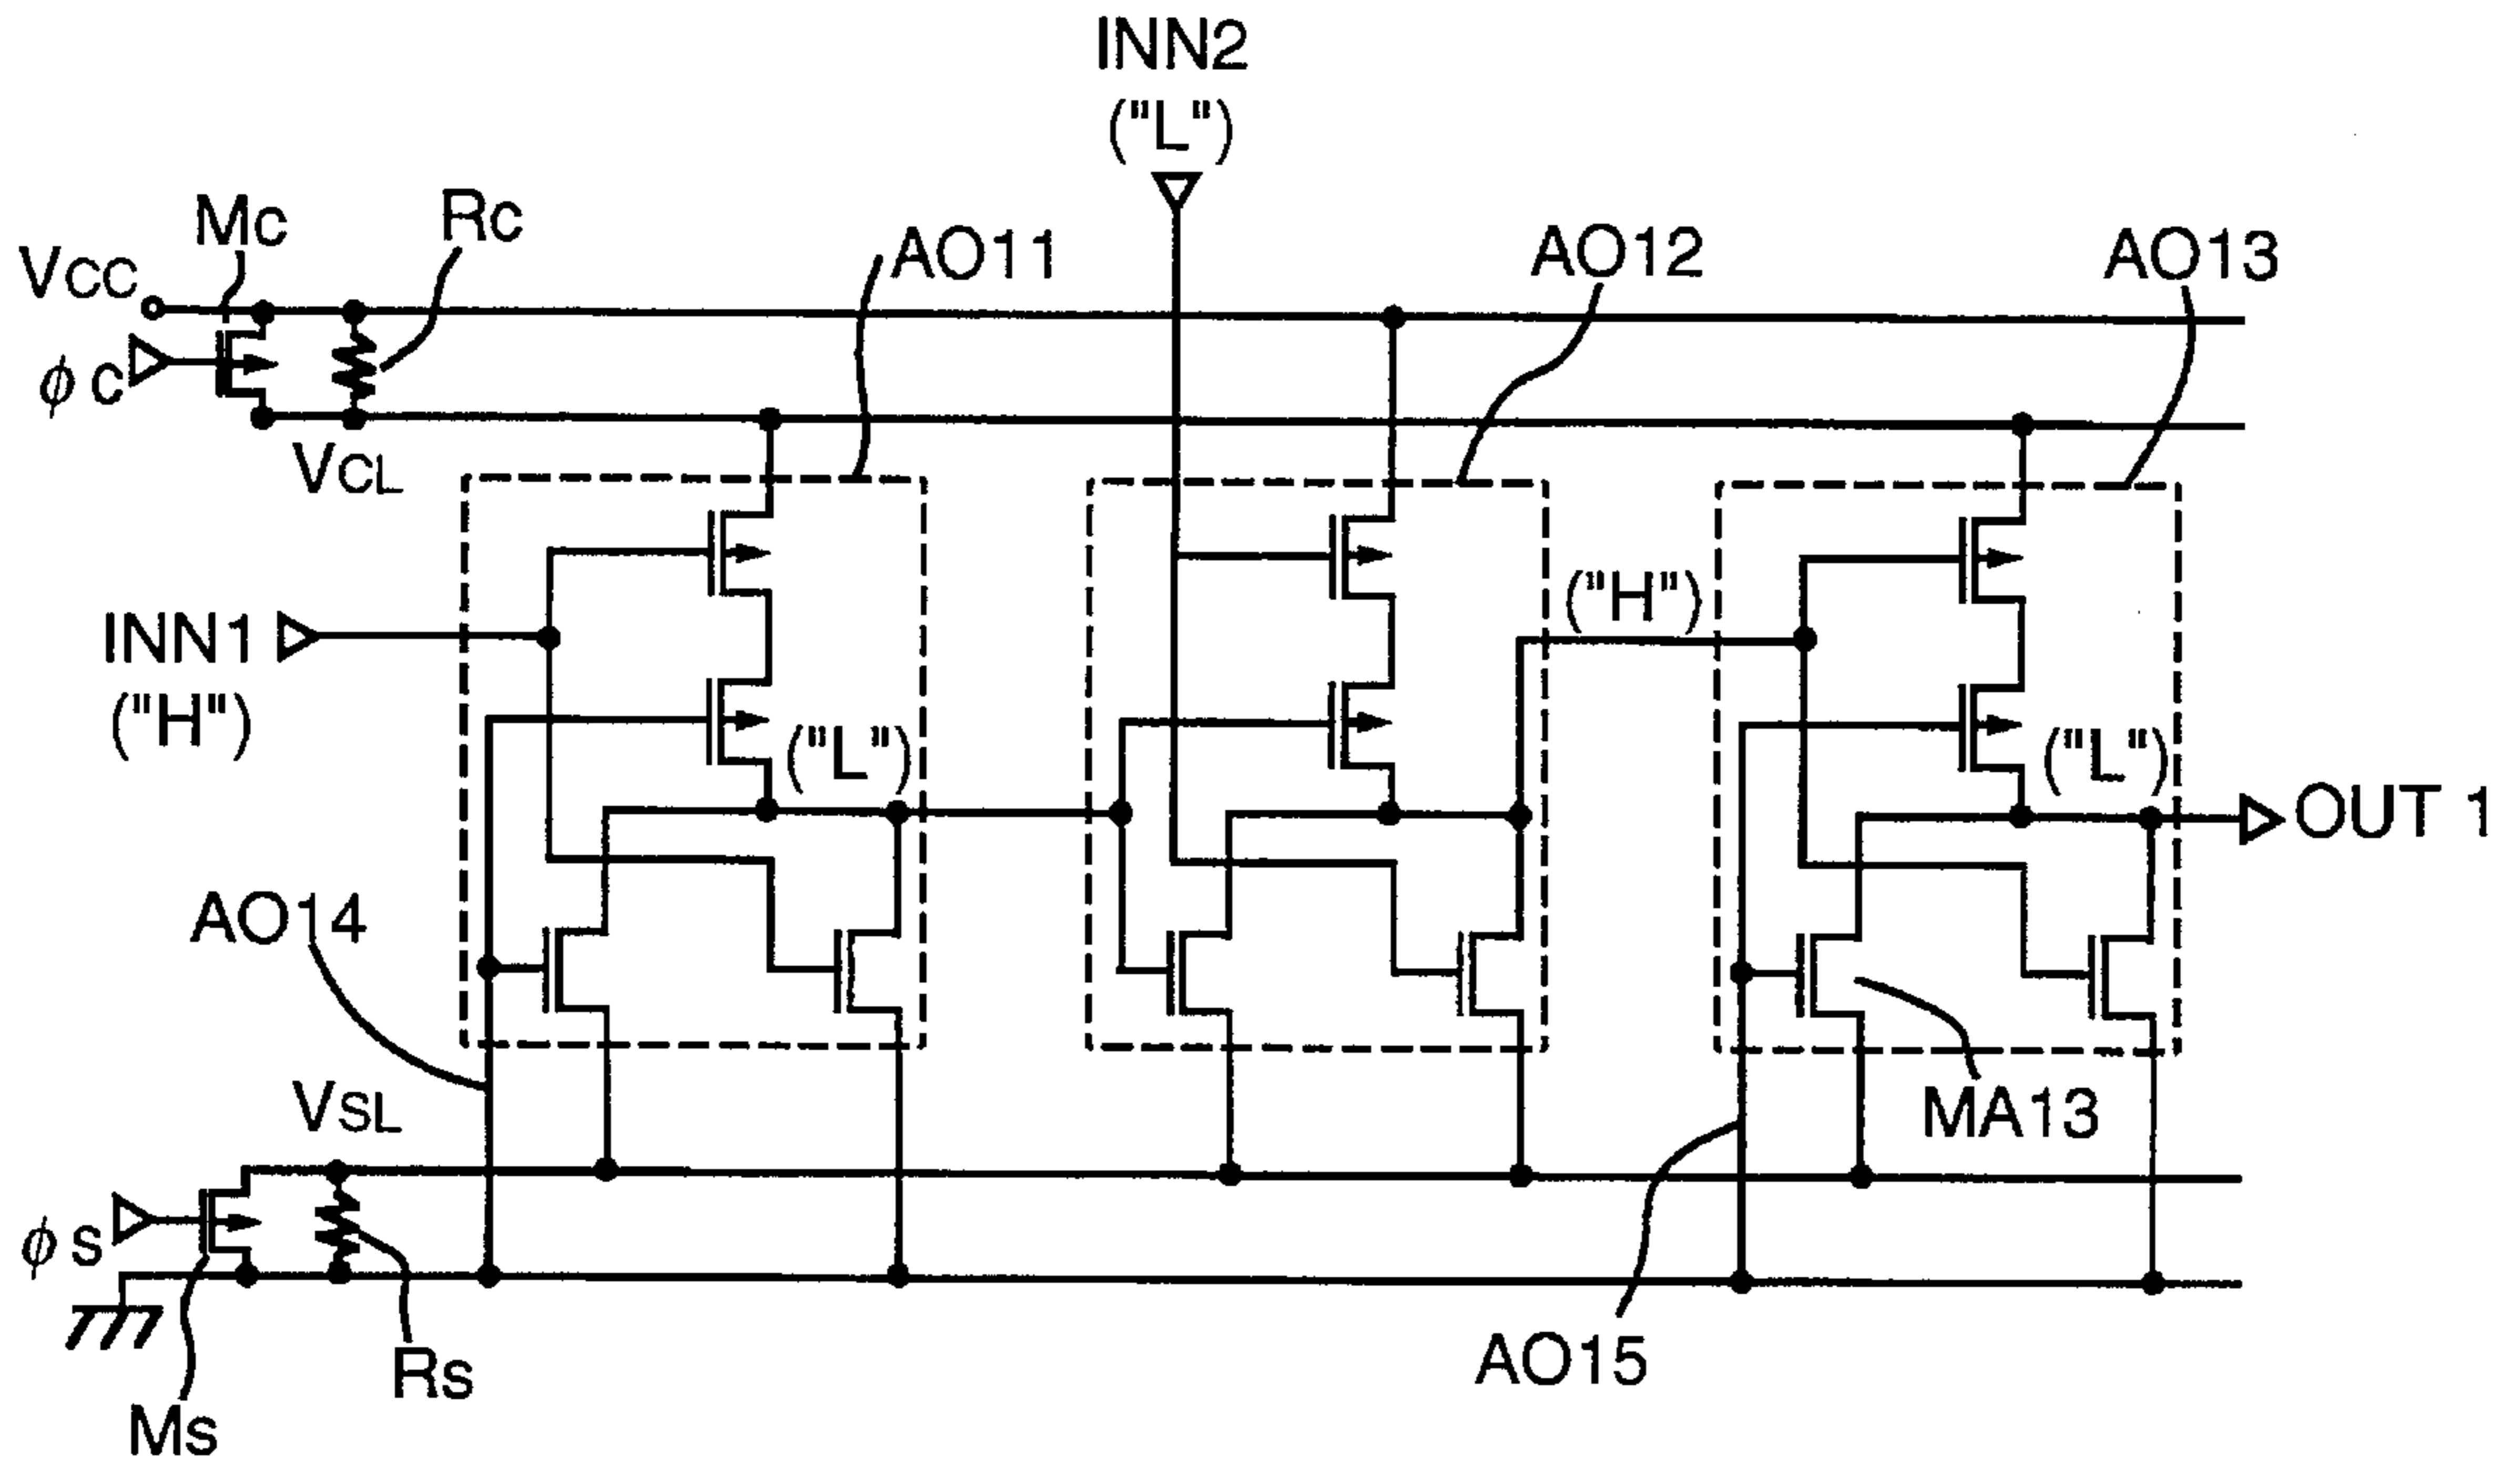 INN2
("L")
Mc
Rc
AO11
AO12
AO13
VCC
φc
VCL
INN1
("H")
("L")
("H")
("L")
OUT 1
AO14
VSL
MA13
φs
Rs
AO15
Ms